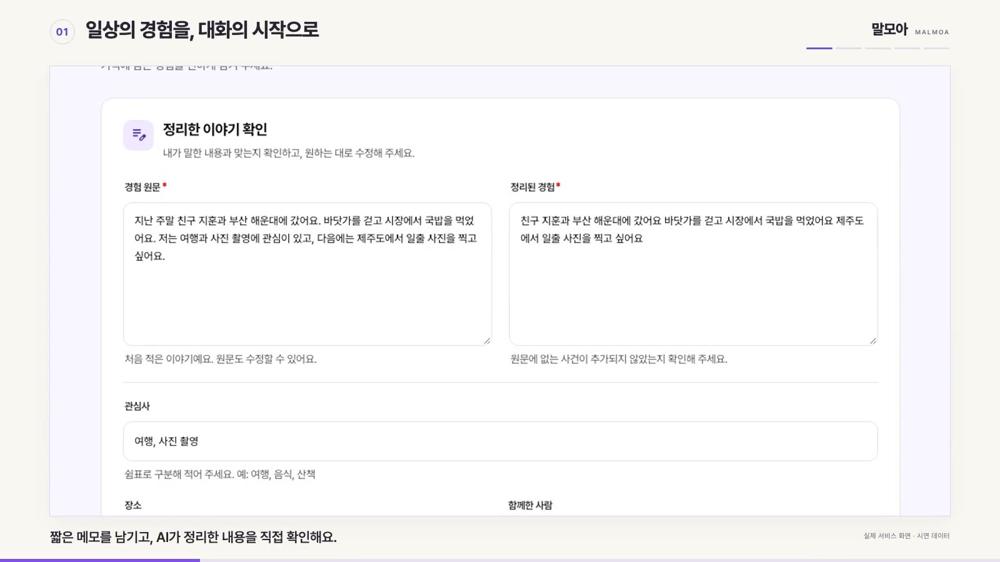 01 일상의 경험을, 대화의 시작으로
말모아 MALMOA
정리한 이야기 확인
내가 말한 내용과 맞는지 확인하고, 원하는 대로 수정해 주세요.
경험 원문*
지난 주말 친구 지훈과 부산 해운대에 갔어요. 바닷가를 걷고 시장에서 국밥을 먹었
어요. 저는 여행과 사진 촬영에 관심이 있고, 다음에는 제주도에서 일출 사진을 찍고
싶어요.
처음 적은 이야기예요. 원문도 수정할 수 있어요.
정리된 경험*
친구 지훈과 부산 해운대에 갔어요 바닷가를 걷고 시장에서 국밥을 먹었어요 제주도
에서 일출 사진을 찍고 싶어요
원문에 없는 사건이 추가되지 않았는지 확인해 주세요.
관심사
여행, 사진 촬영
쉼표로 구분해 적어 주세요. 예: 여행, 음식, 산책
장소
함께한 사람
짧은 메모를 남기고, AI가 정리한 내용을 직접 확인해요.
실제 서비스 화면 · 시연 데이터